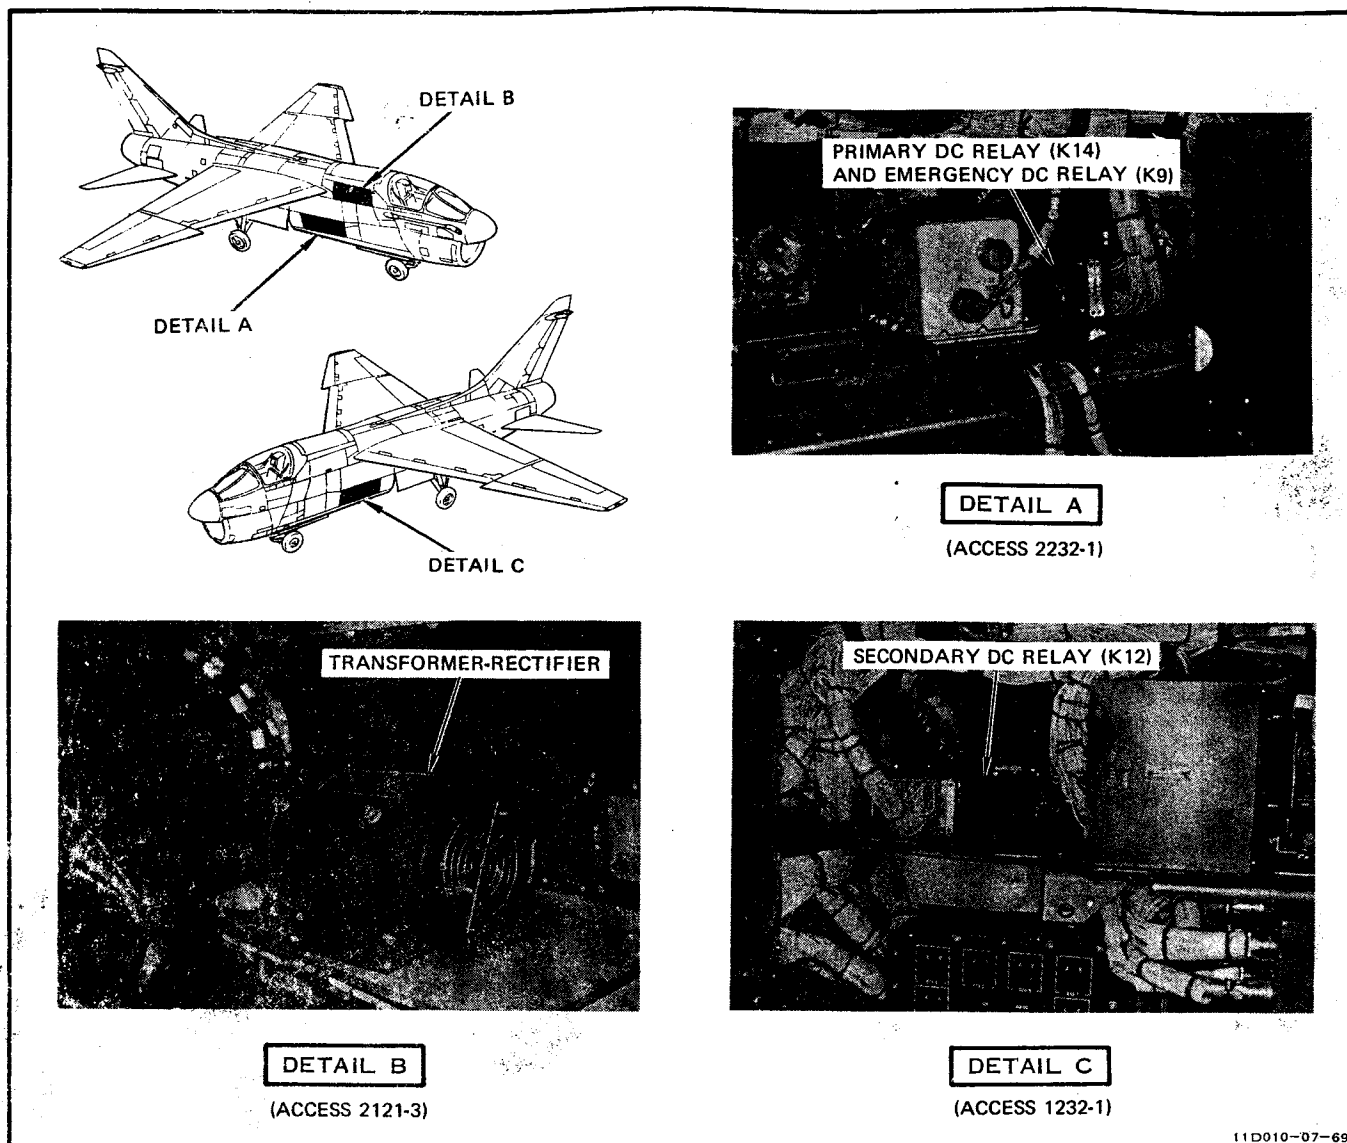 DETAIL B
DETAIL A
DETAIL C
PRIMARY DC RELAY (K14)
AND EMERGENCY DC RELAY (K9)
DETAIL A
(ACCESS 2232-1)
TRANSFORMER-RECTIFIER
DETAIL B
(ACCESS 2121-3)
SECONDARY DC RELAY (K12)
DETAIL C
(ACCESS 1232-1)
11D010-07-69